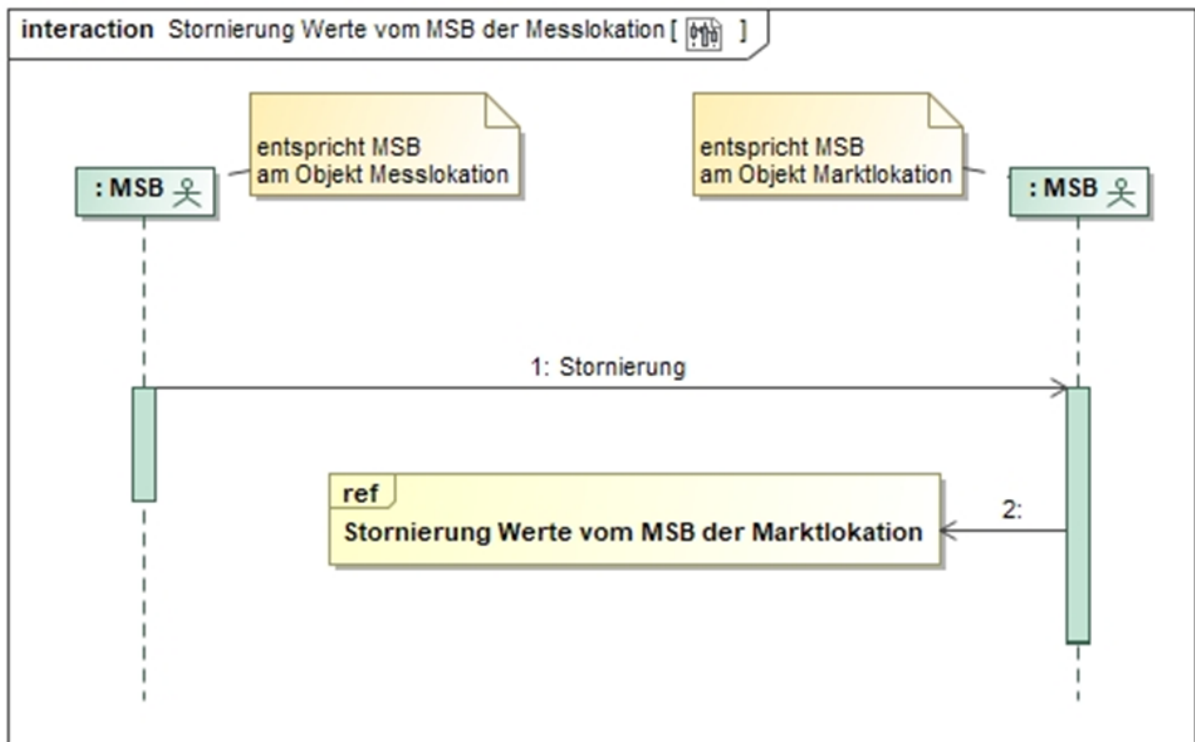 interaction Stornierung Werte vom MSB der Messlokation [ ]
entspricht MSB
am Objekt Messlokation
entspricht MSB
am Objekt Marktlokation
: MSB
: MSB
1: Stornierung
ref
2:
Stornierung Werte vom MSB der Marktlokation